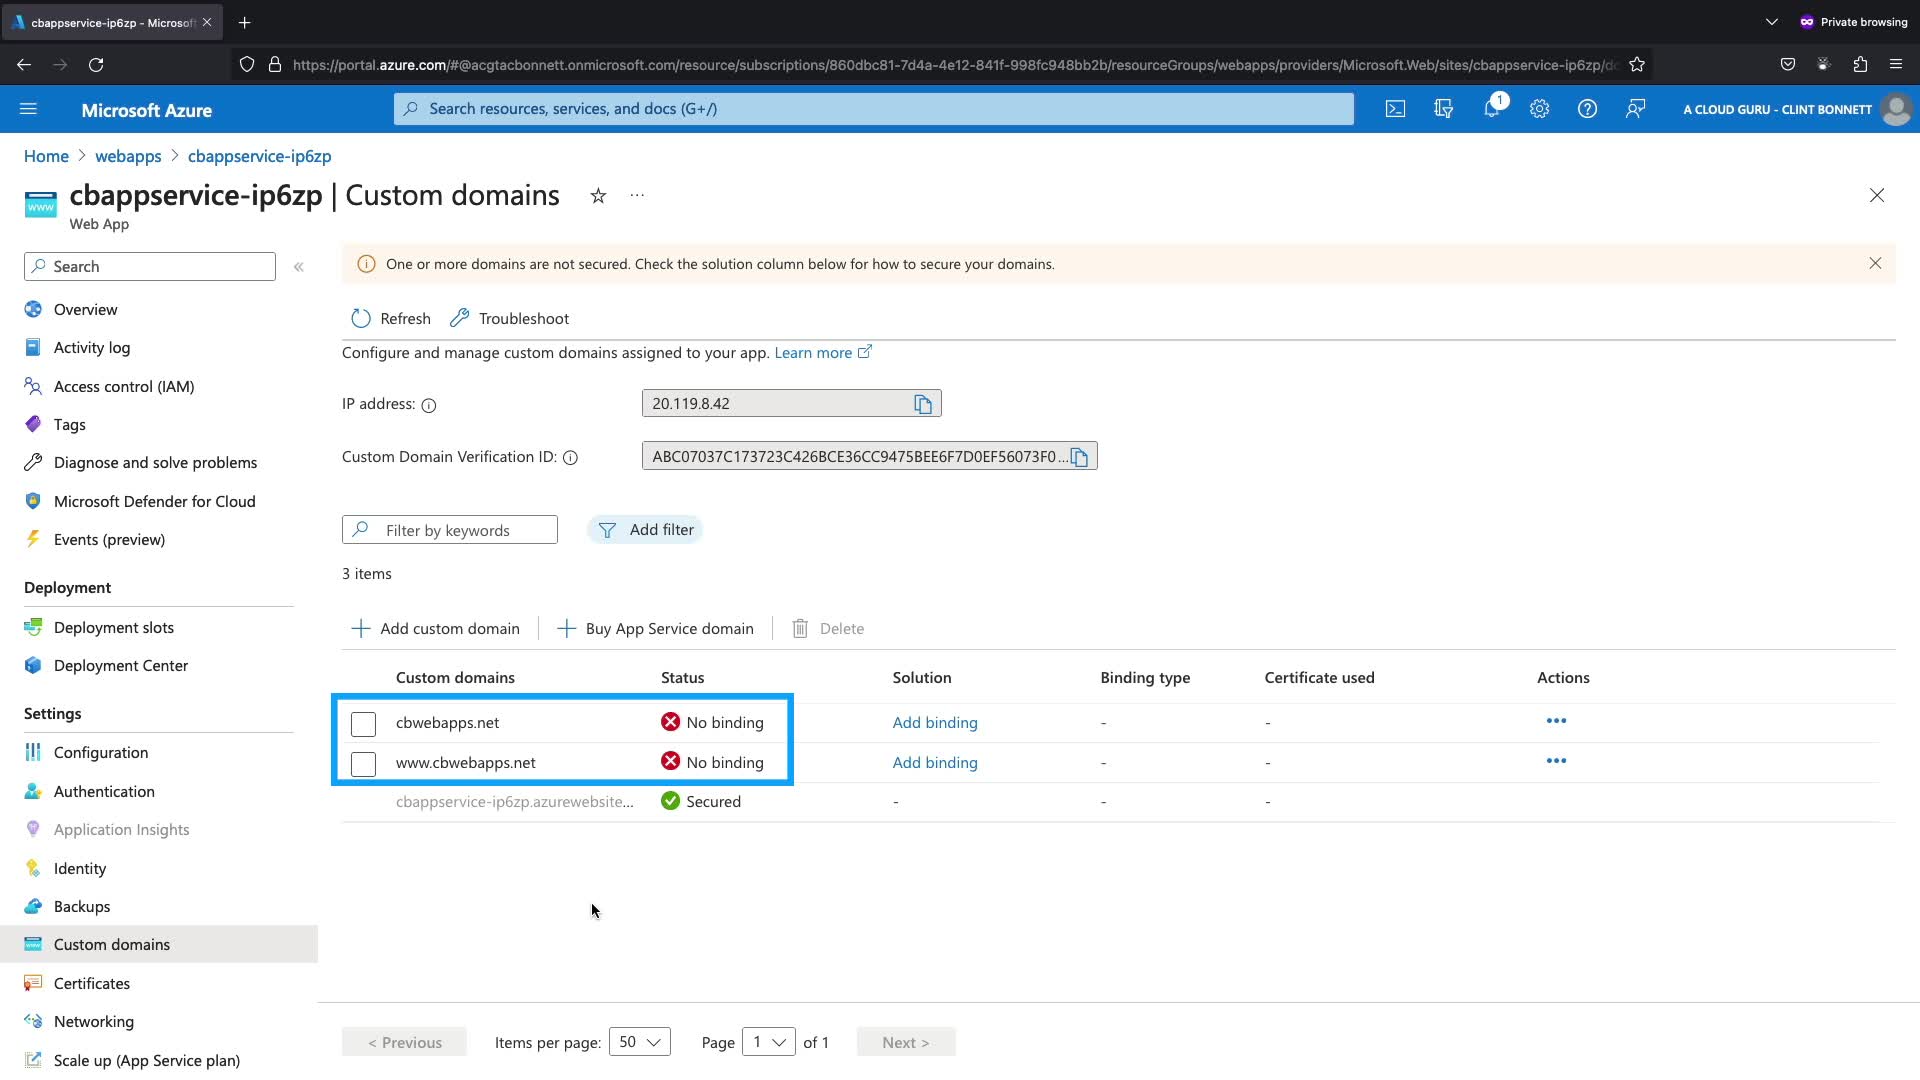 cbappservice-ip6zp - Microsof
Private browsing
https://portal.azure.com/#@acgtacbonnett.onmicrosoft.com/resource/subscriptions/860dbc81-7d4a-4e12-841f-998fc948bb2b/resourceGroups/webapps/providers/Microsoft.Web/sites/cbappservice-ip6zp/do
Microsoft Azure
Search resources, services, and docs (G+/)
1
A CLOUD GURU - CLINT BONNETT
Home > webapps > cbappservice-ip6zp
cbappservice-ip6zp | Custom domains
Web App
Search
One or more domains are not secured. Check the solution column below for how to secure your domains.
Overview
Activity log
Access control (IAM)
Tags
Diagnose and solve problems
Microsoft Defender for Cloud
Events (preview)
Deployment
Deployment slots
Deployment Center
Settings
Configuration
Authentication
Application Insights
Identity
Backups
Custom domains
Certificates
Networking
Scale up (App Service plan)
Refresh Troubleshoot
Configure and manage custom domains assigned to your app. Learn more
IP address: 20.119.8.42
Custom Domain Verification ID: ABC07037C173723C426BCE36CC9475BEE6F7D0EF56073F0...
Filter by keywords Add filter
3 items
Add custom domain Buy App Service domain Delete
Custom domains Status Solution Binding type Certificate used Actions
cbwebapps.net No binding Add binding - - •••
www.cbwebapps.net No binding Add binding - - •••
cbappservice-ip6zp.azurewebsite... Secured - - -
< Previous Items per page: 50 Page 1 of 1 Next >